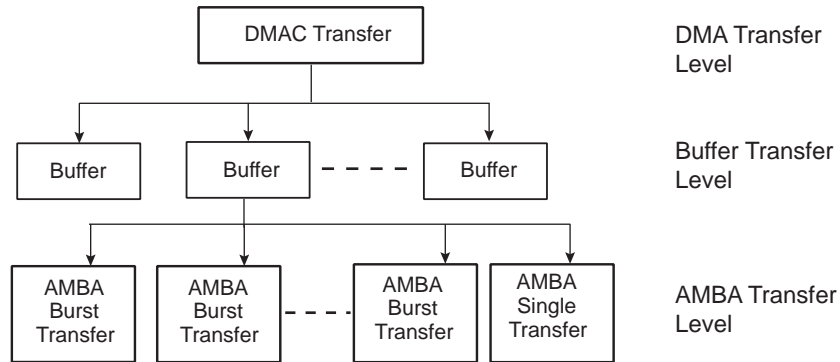 DMAC Transfer
DMA Transfer
Level
Buffer
Buffer
Buffer
Buffer Transfer
Level
AMBA
Burst
Transfer
AMBA
Burst
Transfer
AMBA
Burst
Transfer
AMBA
Single
Transfer
AMBA Transfer
Level